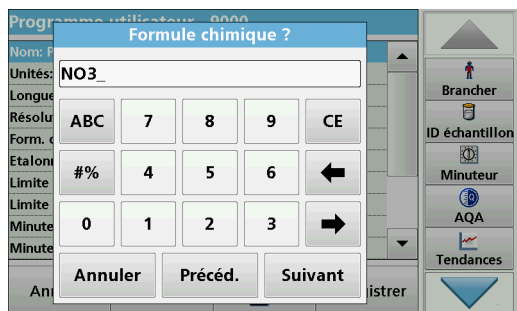 Programme utilisateur 9000
Formule chimique ?
Nom: P
Unités:
NO3_
Longue
Résolu
Form. c
Etalonn
Limite
Limite
Minute
Minute
ABC 7 8 9 CE
#% 4 5 6
0 1 2 3
Annuler Précéd. Suivant
An istrer
Brancher
ID échantillon
Minuteur
AQA
Tendances